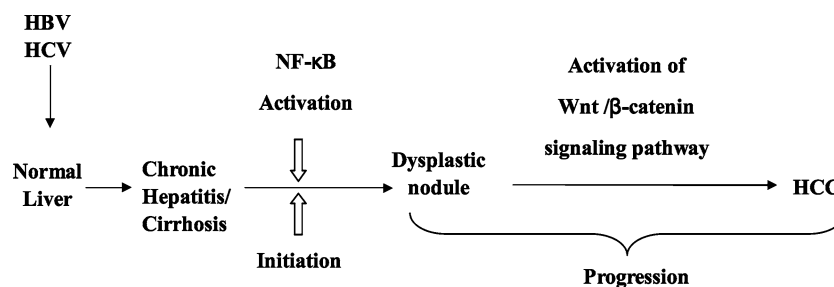 HBV
HCV
NF-κB
Activation
Activation of
Wnt /β-catenin
signaling pathway
Normal
Liver
Chronic
Hepatitis/
Cirrhosis
Dysplastic
nodule
HCC
Initiation
Progression